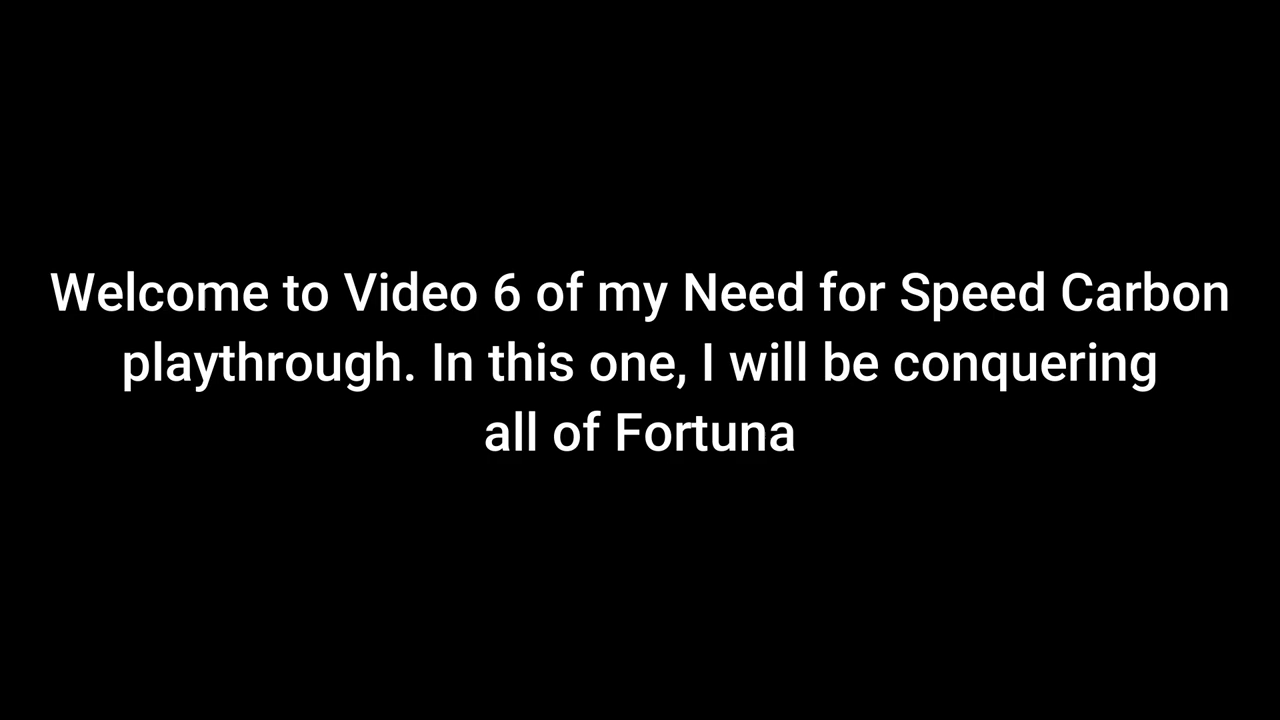 Welcome to Video 6 of my Need for Speed Carbon
playthrough. In this one, I will be conquering
all of Fortuna